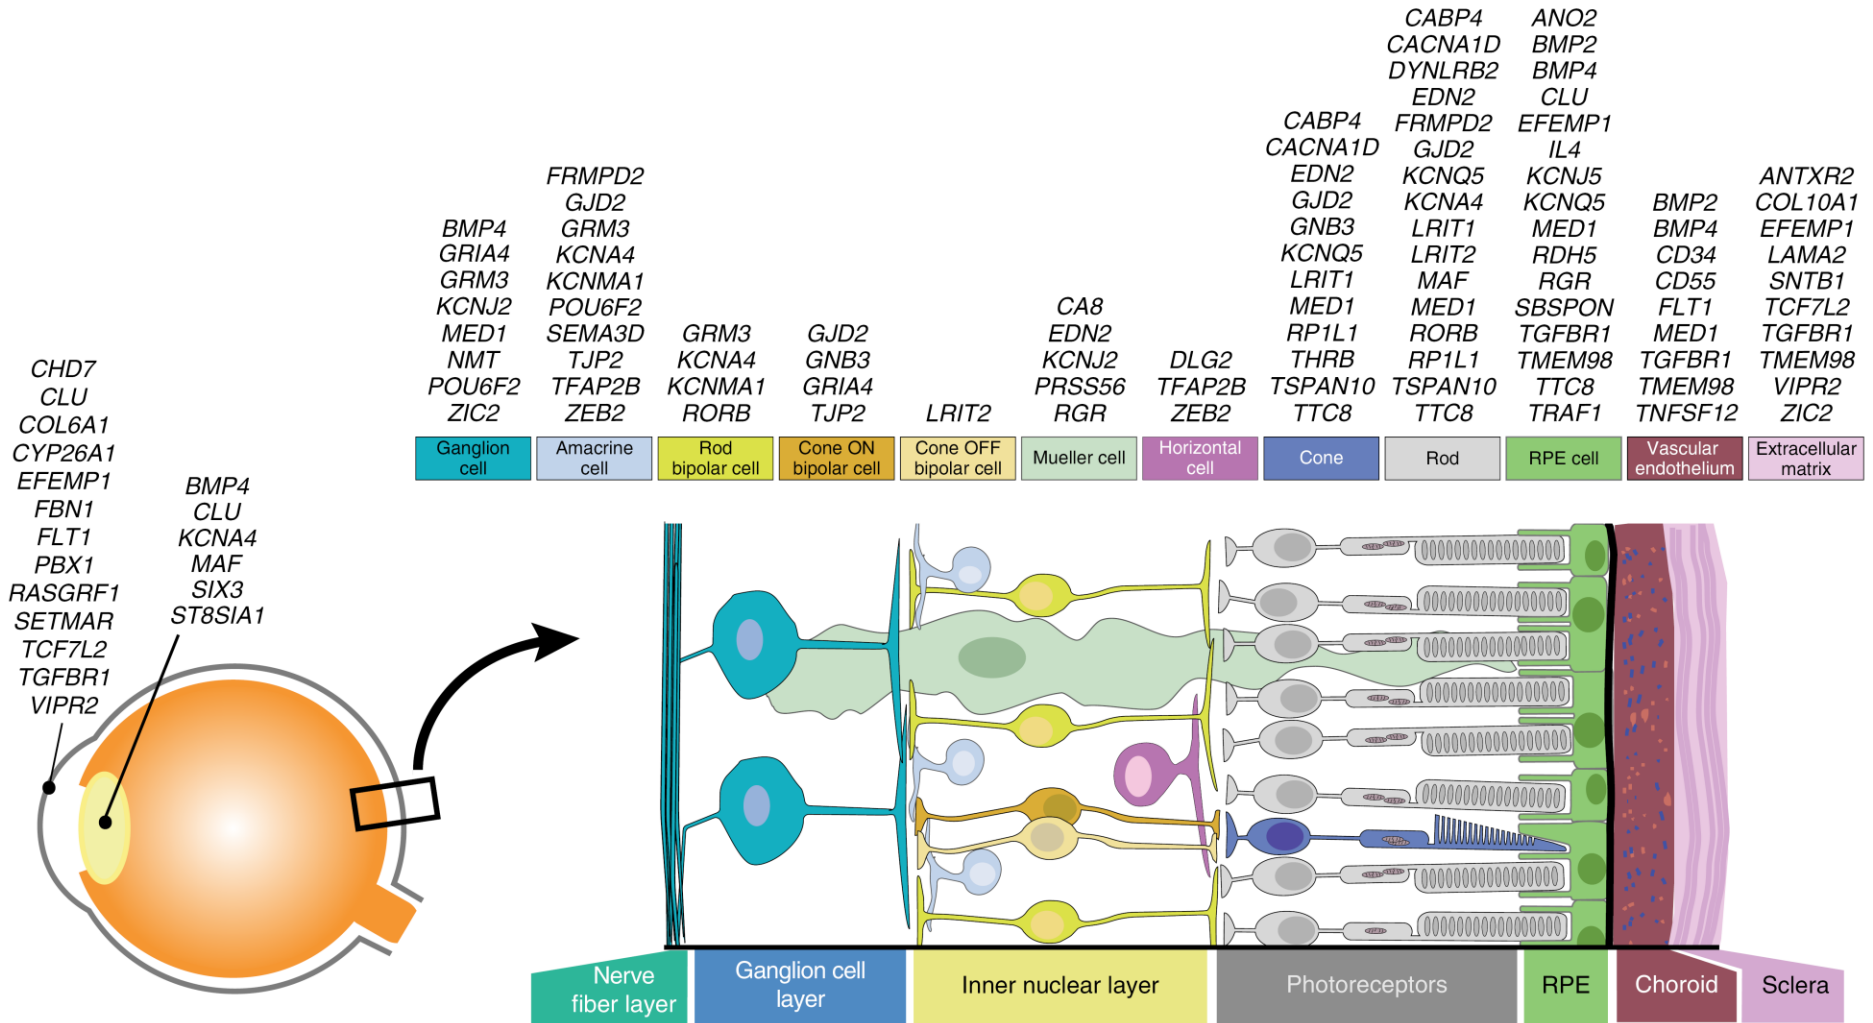 CHD7
CLU
COL6A1
CYP26A1
EFEMP1
FBN1
FLT1
PBX1
RASGRF1
SETMAR
TCF7L2
TGFBR1
VIPR2
BMP4
CLU
KCNA4
MAF
SIX3
ST8SIA1
BMP4
GRIA4
GRM3
KCNJ2
MED1
NMT
POU6F2
ZIC2
Ganglion
cell
FRMPD2
GJD2
GRM3
KCNA4
KCNMA1
POU6F2
SEMA3D
TJP2
TFAP2B
ZEB2
Amacrine
cell
GRM3
KCNA4
KCNMA1
RORB
Rod
bipolar cell
GJD2
GNB3
GRIA4
TJP2
Cone ON
bipolar cell
LRIT2
Cone OFF
bipolar cell
CA8
EDN2
KCNJ2
PRSS56
RGR
Mueller cell
DLG2
TFAP2B
ZEB2
Horizontal
cell
CABP4
CACNA1D
EDN2
GJD2
GNB3
KCNQ5
LRIT1
MED1
RP1L1
THRB
TSPAN10
TTC8
Cone
CABP4
CACNA1D
DYNLRB2
EDN2
FRMPD2
GJD2
KCNQ5
KCNA4
LRIT1
LRIT2
MAF
MED1
RORB
RP1L1
TSPAN10
TTC8
Rod
ANO2
BMP2
BMP4
CLU
EFEMP1
IL4
KCNJ5
KCNQ5
MED1
RDH5
RGR
SBSPON
TGFBR1
TMEM98
TTC8
TRAF1
RPE cell
BMP2
BMP4
CD34
CD55
FLT1
MED1
TGFBR1
TMEM98
TNFSF12
Vascular
endothelium
ANTXR2
COL10A1
EFEMP1
LAMA2
SNTB1
TCF7L2
TGFBR1
TMEM98
VIPR2
ZIC2
Extracellular
matrix
Nerve
fiber layer
Ganglion cell
layer
Inner nuclear layer
Photoreceptors
RPE
Choroid
Sclera